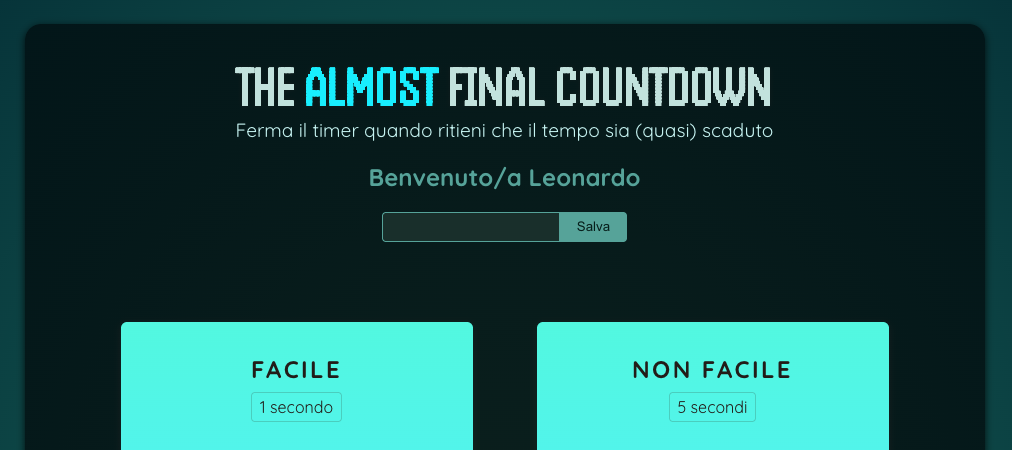 THE ALMOST FINAL COUNTDOWN
Ferma il timer quando ritieni che il tempo sia (quasi) scaduto
Benvenuto/a Leonardo
Salva
FACILE
1 secondo
NON FACILE
5 secondi